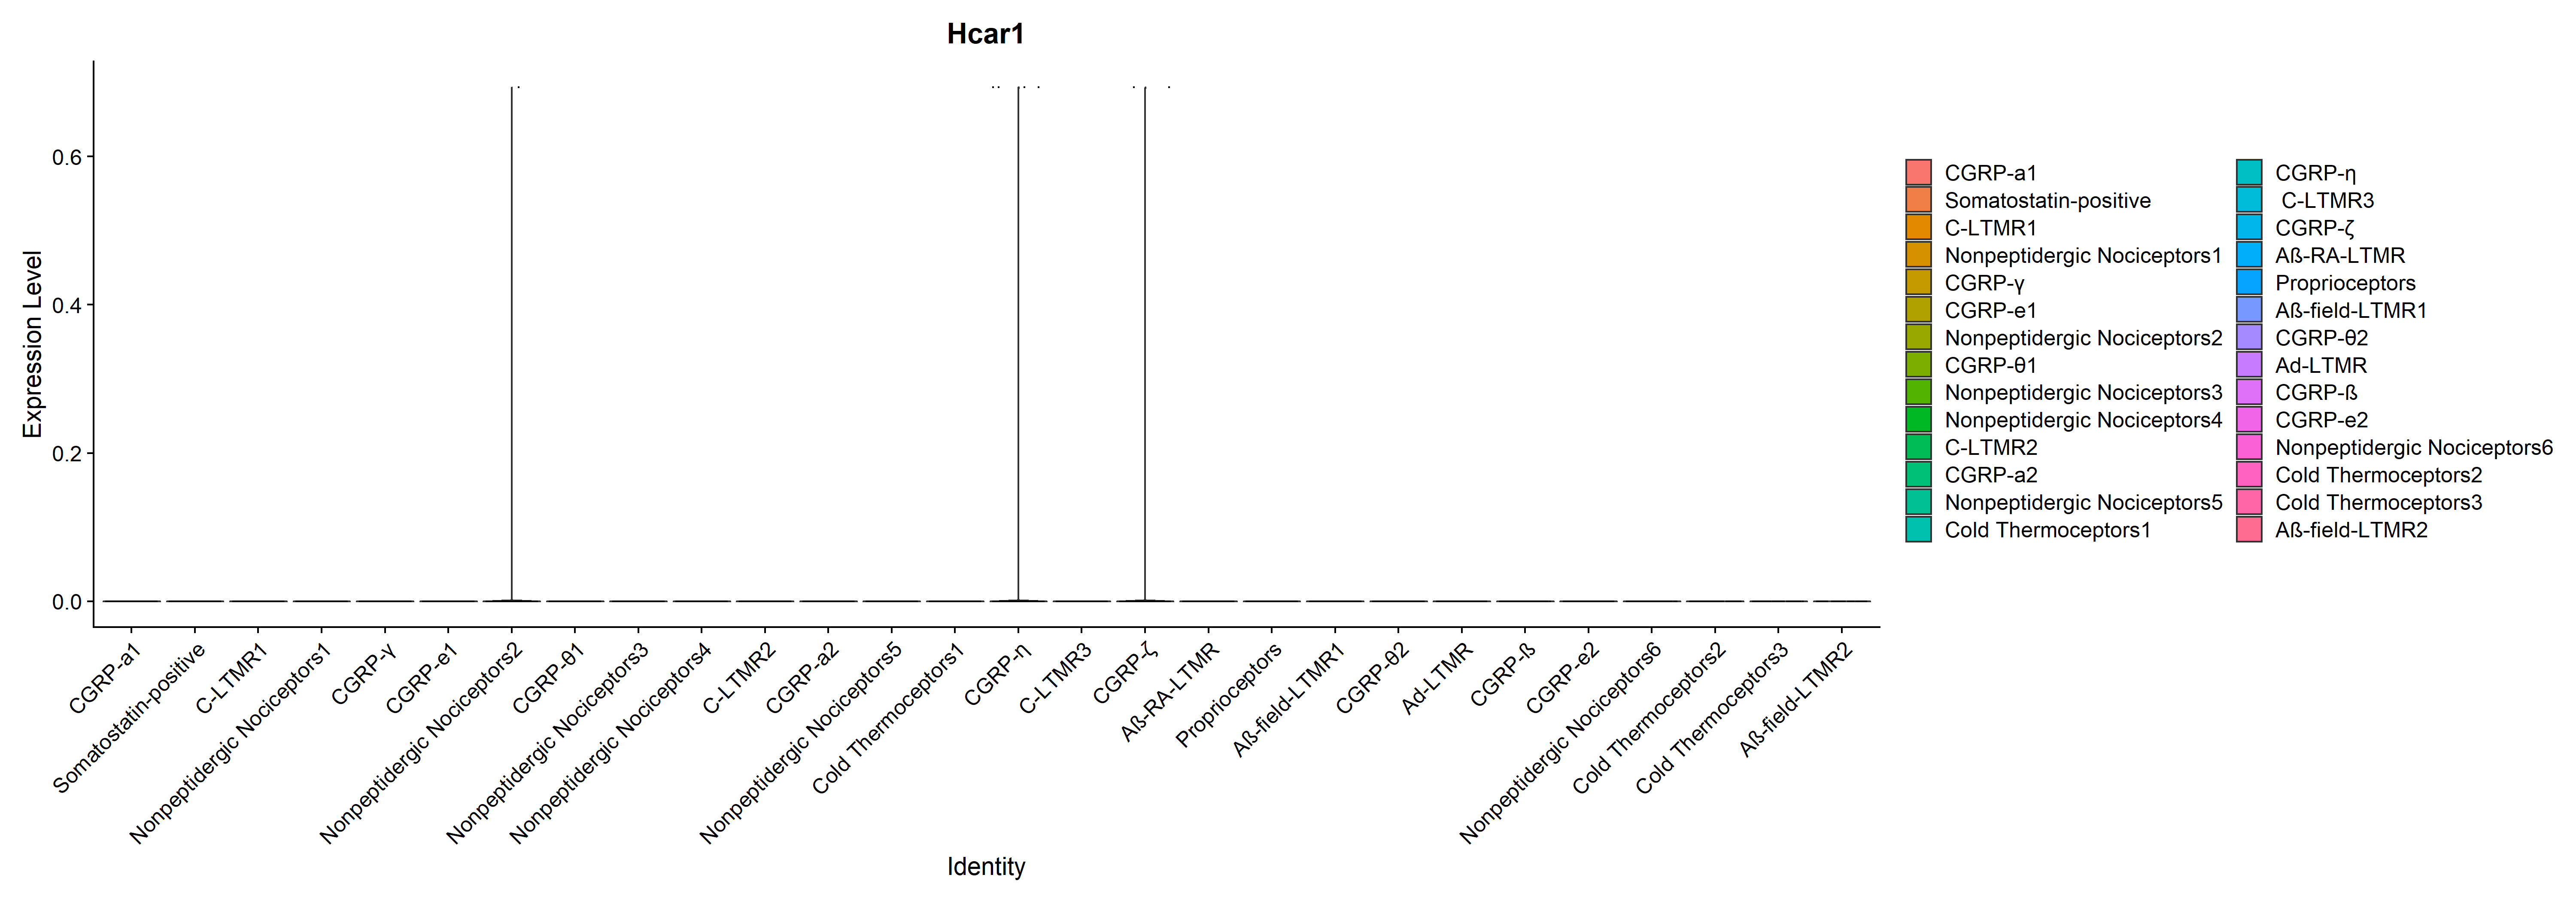 Hcar1
Expression Level
0.6
0.4
0.2
0.0
CGRP-a1
Somatostatin-positive
C-LTMR1
Nonpeptidergic Nociceptors1
CGRP-γ
CGRP-e1
Nonpeptidergic Nociceptors2
CGRP-θ1
Nonpeptidergic Nociceptors3
Nonpeptidergic Nociceptors4
C-LTMR2
CGRP-a2
Nonpeptidergic Nociceptors5
Cold Thermoceptors1
CGRP-η
C-LTMR3
CGRP-ζ
Aß-RA-LTMR
Proprioceptors
Aß-field-LTMR1
CGRP-θ2
Ad-LTMR
CGRP-ß
CGRP-e2
Nonpeptidergic Nociceptors6
Cold Thermoceptors2
Cold Thermoceptors3
Aß-field-LTMR2
Identity
CGRP-a1
Somatostatin-positive
C-LTMR1
Nonpeptidergic Nociceptors1
CGRP-γ
CGRP-e1
Nonpeptidergic Nociceptors2
CGRP-θ1
Nonpeptidergic Nociceptors3
Nonpeptidergic Nociceptors4
C-LTMR2
CGRP-a2
Nonpeptidergic Nociceptors5
Cold Thermoceptors1
CGRP-η
C-LTMR3
CGRP-ζ
Aß-RA-LTMR
Proprioceptors
Aß-field-LTMR1
CGRP-θ2
Ad-LTMR
CGRP-ß
CGRP-e2
Nonpeptidergic Nociceptors6
Cold Thermoceptors2
Cold Thermoceptors3
Aß-field-LTMR2